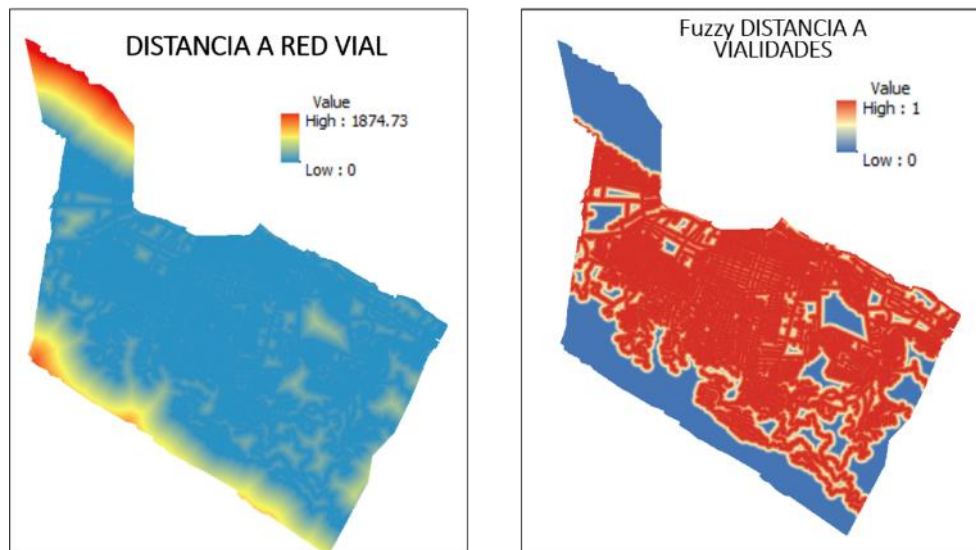 DISTANCIA A RED VIAL
Value
High : 1874.73
Low : 0
Fuzzy DISTANCIA A
VIALIDADES
Value
High : 1
Low : 0